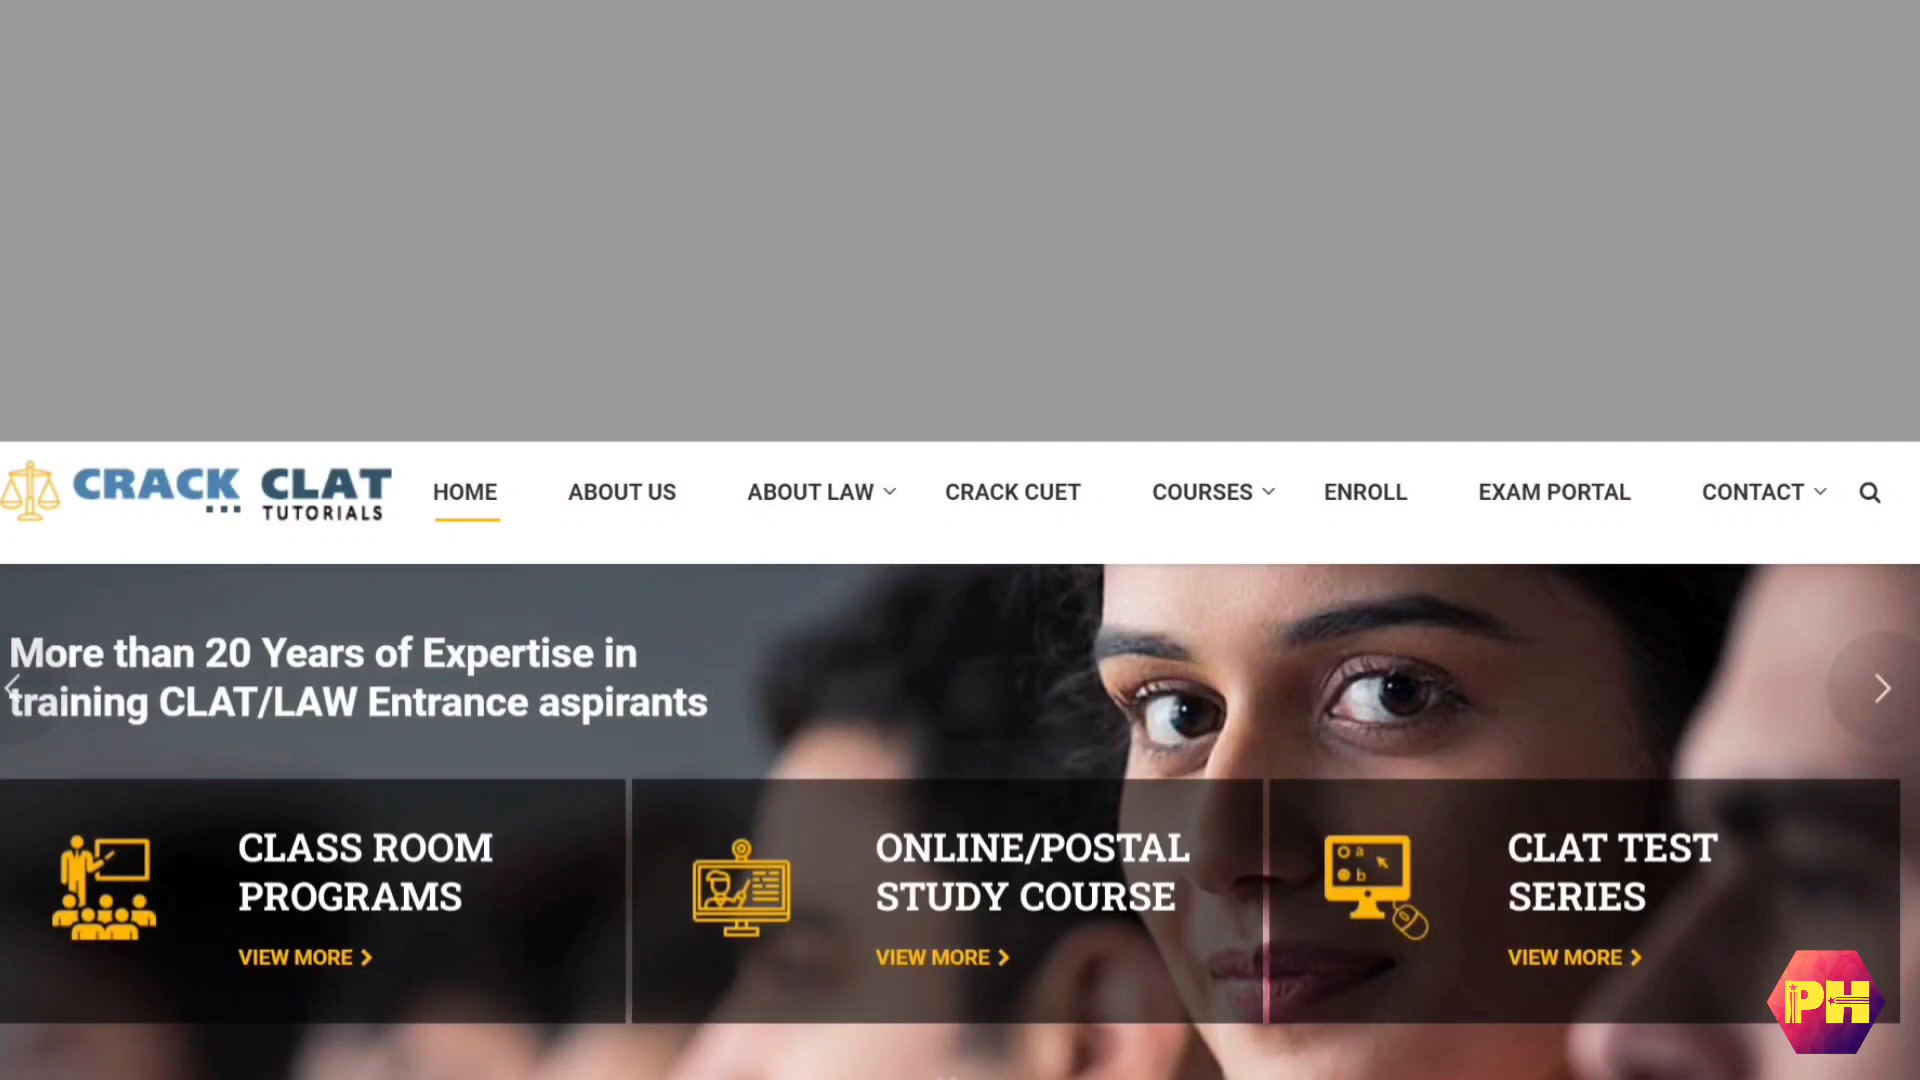 CRACK CLAT
TUTORIALS
HOME
ABOUT US
ABOUT LAW
CRACK CUET
COURSES
ENROLL
EXAM PORTAL
CONTACT
More than 20 Years of Expertise in
training CLAT/LAW Entrance aspirants
CLASS ROOM
PROGRAMS
VIEW MORE
ONLINE/POSTAL
STUDY COURSE
VIEW MORE
a
b
CLAT TEST
SERIES
VIEW MORE
PH